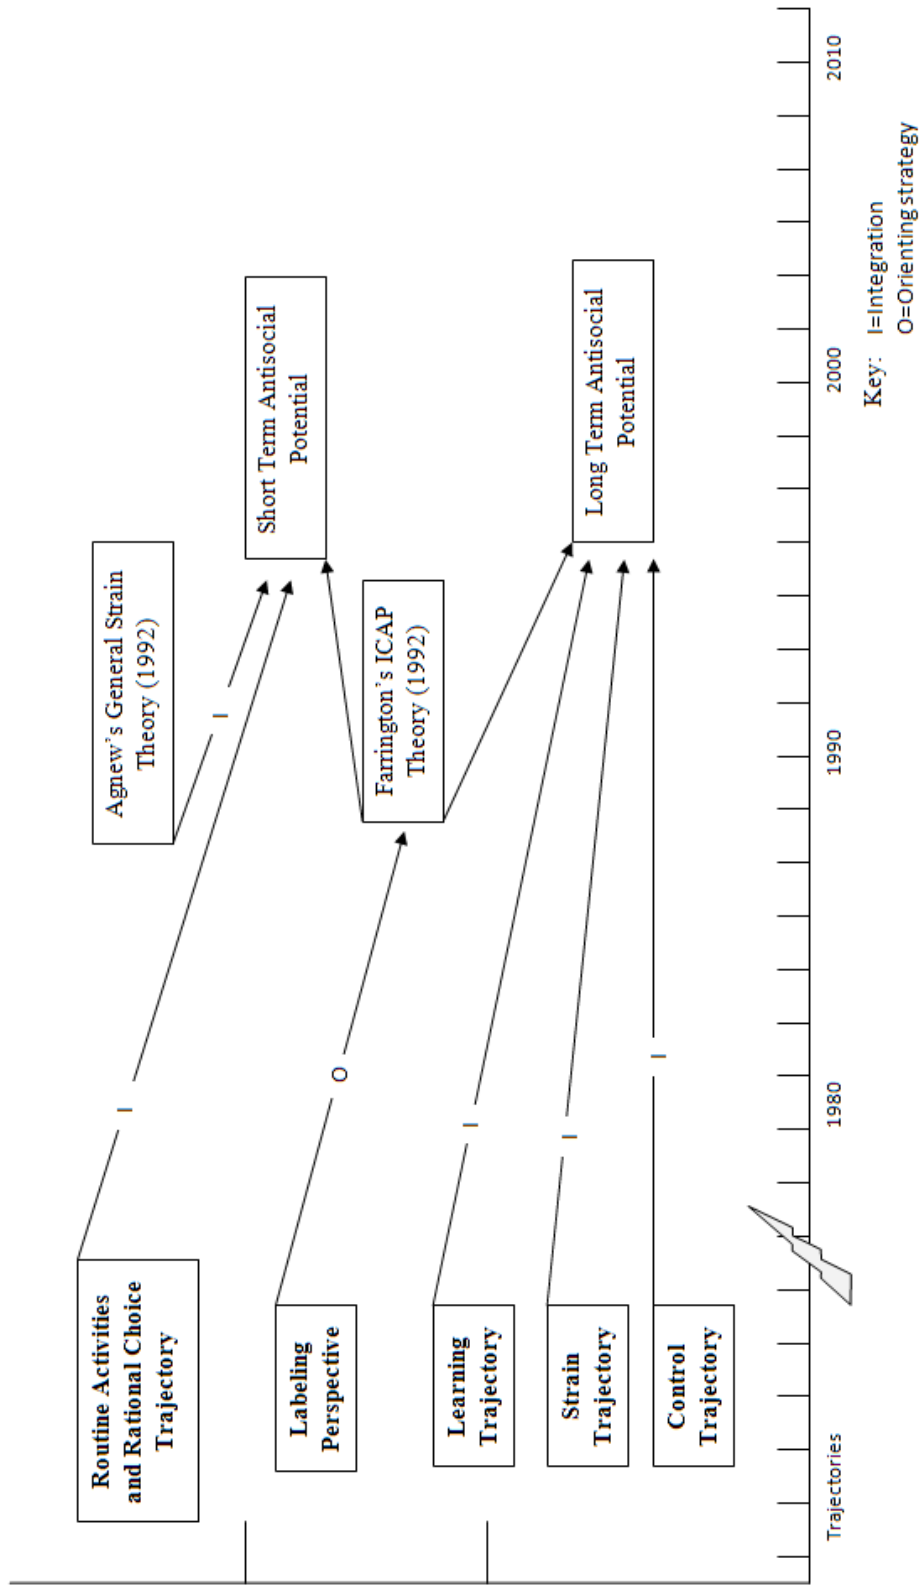 Agnew's General Strain
Theory (1992)
Routine Activities
and Rational Choice
Trajectory
I
I
Short Term Antisocial
Potential
Labeling
Perspective
O
Farrington's ICAP
Theory (1992)
Learning
Trajectory
I
Strain
Trajectory
I
Long Term Antisocial
Potential
Control
Trajectory
I
Trajectories
1980
1990
2000
2010
Key: I=Integration
O=Orienting strategy